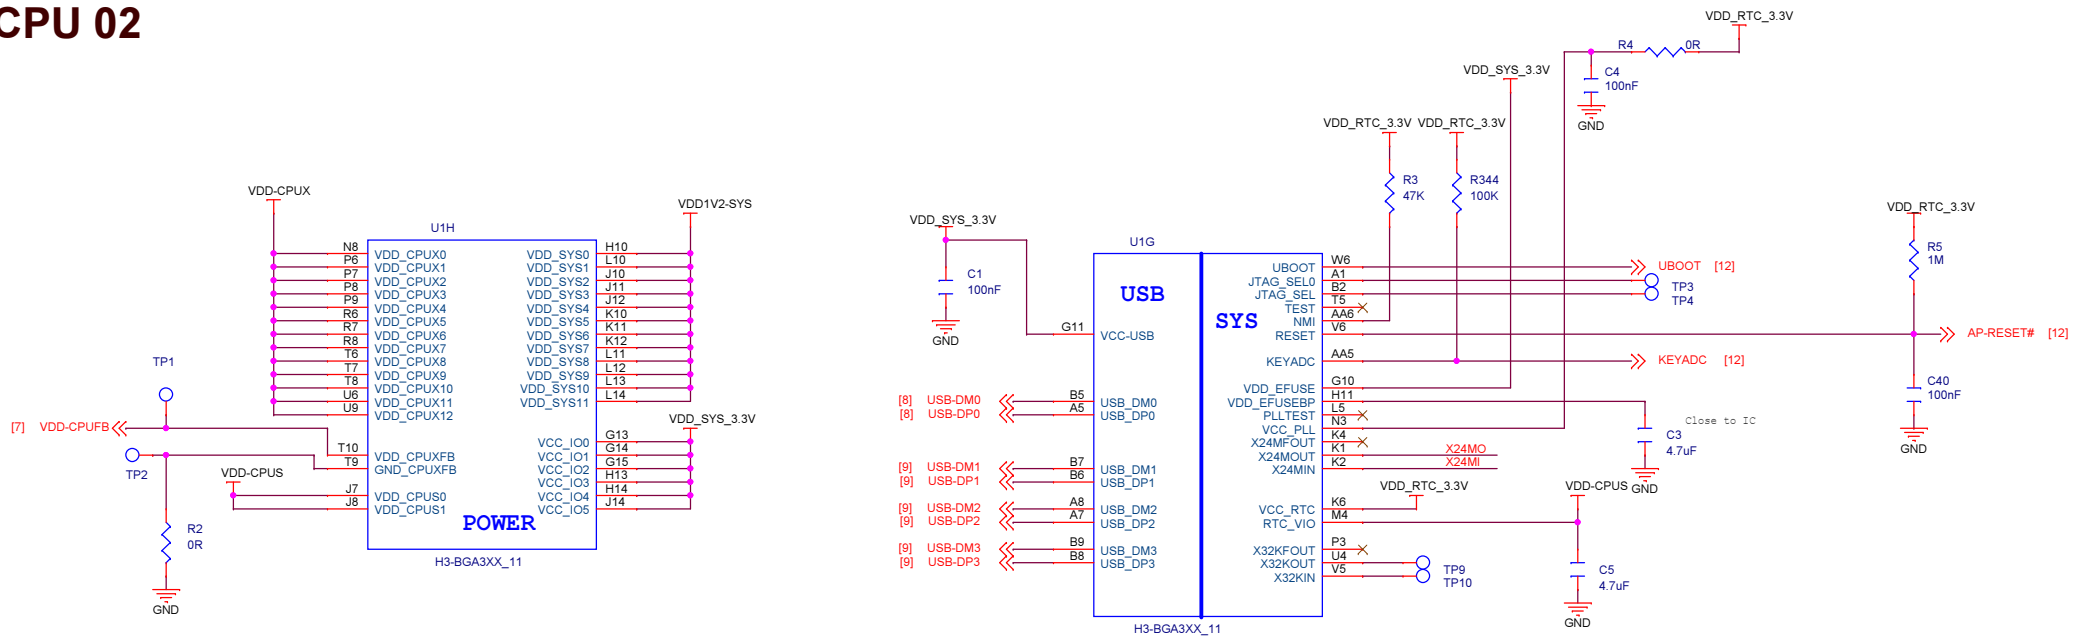 CPU 02
VDD-CPUX
VDD1V2-SYS
U1H
N8 VDD_CPUX0 VDD_SYS0 H10
P6 VDD_CPUX1 VDD_SYS1 L10
P7 VDD_CPUX2 VDD_SYS2 J10
P8 VDD_CPUX3 VDD_SYS3 J11
P9 VDD_CPUX4 VDD_SYS4 J12
R6 VDD_CPUX5 VDD_SYS5 K10
R7 VDD_CPUX6 VDD_SYS6 K11
R8 VDD_CPUX7 VDD_SYS7 K12
T6 VDD_CPUX8 VDD_SYS8 L11
T7 VDD_CPUX9 VDD_SYS9 L12
T8 VDD_CPUX10 VDD_SYS10 L13
U6 VDD_CPUX11 VDD_SYS11 L14
U9 VDD_CPUX12
VDD_SYS_3.3V
TP1
[7] VDD-CPUFB
TP2
T10 VDD_CPUXFB
T9 GND_CPUXFB
VCC_IO0 G13
VCC_IO1 G14
VCC_IO2 G15
VCC_IO3 H13
VCC_IO4 H14
VCC_IO5 J14
VDD-CPUS
J7 VDD_CPUS0
J8 VDD_CPUS1
POWER
H3-BGA3XX_11
R2
0R
GND
VDD_SYS_3.3V
C1
100nF
GND
U1G
USB
SYS
G11 VCC-USB
[8] USB-DM0 B5 USB_DM0
[8] USB-DP0 A5 USB_DP0
[9] USB-DM1 B7 USB_DM1
[9] USB-DP1 B6 USB_DP1
[9] USB-DM2 A8 USB_DM2
[9] USB-DP2 A7 USB_DP2
[9] USB-DM3 B9 USB_DM3
[9] USB-DP3 B8 USB_DP3
H3-BGA3XX_11
UBOOT W6 UBOOT [12]
JTAG_SEL0 A1 TP3
JTAG_SEL B2 TP4
TEST T5
NMI AA6
RESET V6 AP-RESET# [12]
KEYADC AA5 KEYADC [12]
VDD_EFUSE G10
VDD_EFUSEBP H11
PLLTEST L5
VCC_PLL N3
X24MFOUT K4
X24MOUT K1 X24MO
X24MIN K2 X24MI
VCC_RTC K6
RTC_VIO M4
X32KFOUT P3
X32KOUT U4 TP9
X32KIN V5 TP10
VDD_RTC_3.3V
R4 0R
C4
100nF
GND
VDD_SYS_3.3V
VDD_RTC_3.3V VDD_RTC_3.3V
R3
47K
R344
100K
VDD_RTC_3.3V
R5
1M
C40
100nF
GND
Close to IC
C3
4.7uF
GND
VDD_RTC_3.3V
VDD-CPUS
C5
4.7uF
GND